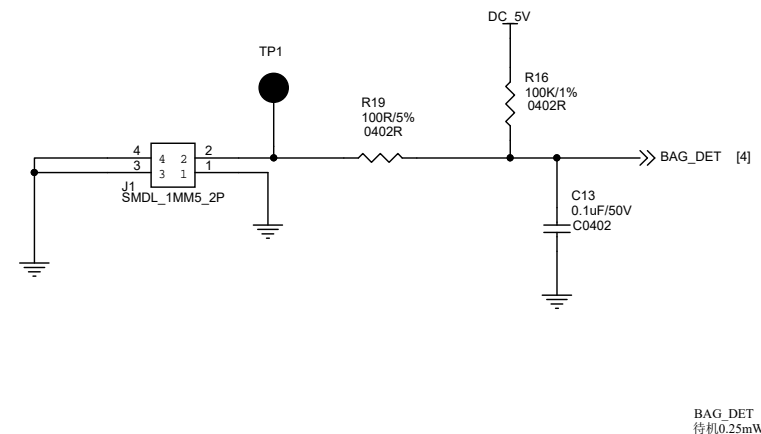 DC_5V
TP1
R16
100K/1%
0402R
R19
100R/5%
0402R
4
4 2
2
BAG_DET [4]
3
3 1
1
J1
SMDL_1MM5_2P
C13
0.1uF/50V
C0402
BAG_DET
待机0.25mW